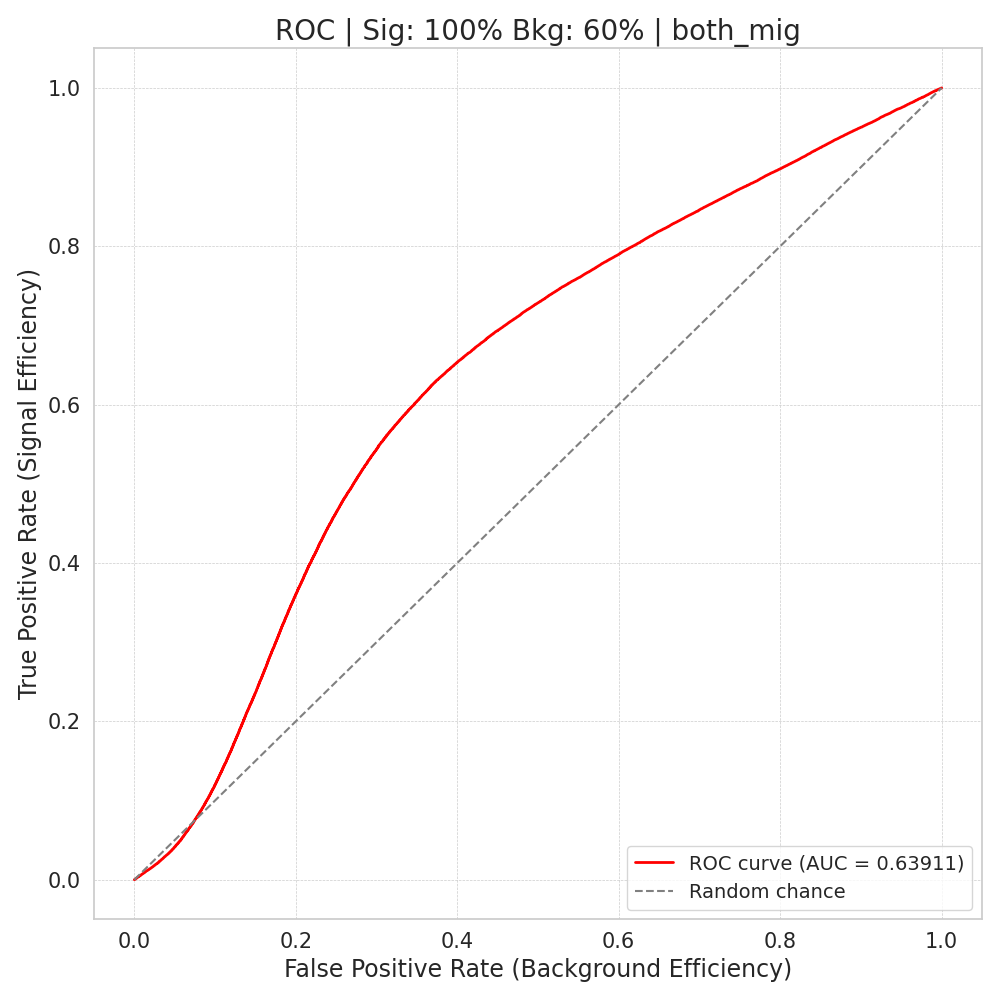 ROC | Sig: 100% Bkg: 60% | both_mig
1.0
0.8
0.6
0.4
0.2
0.0
True Positive Rate (Signal Efficiency)
ROC curve (AUC = 0.63911)
Random chance
0.0 0.2 0.4 0.6 0.8 1.0
False Positive Rate (Background Efficiency)